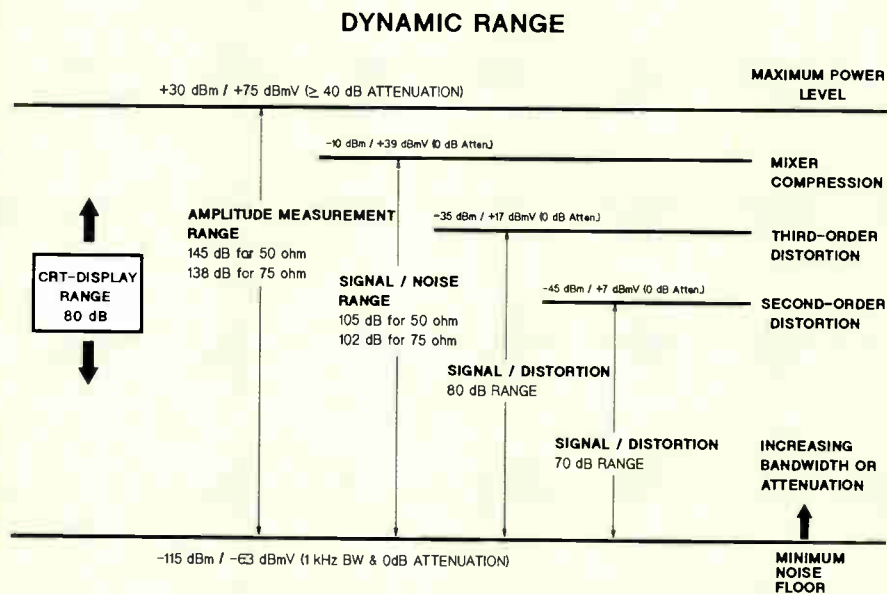 DYNAMIC RANGE
+30 dBm / +75 dBmV (≥ 40 dB ATTENUATION)
MAXIMUM POWER
LEVEL
-10 dBm / +39 dBmV (0 dB Atten.)
MIXER
COMPRESSION
AMPLITUDE MEASUREMENT
RANGE
145 dB for 50 ohm
138 dB for 75 ohm
-35 dBm / +17 dBmV (0 dB Atten.)
THIRD-ORDER
DISTORTION
CRT-DISPLAY
RANGE
80 dB
SIGNAL / NOISE
RANGE
105 dB for 50 ohm
102 dB for 75 ohm
-45 dBm / +7 dBmV (0 dB Atten.)
SECOND-ORDER
DISTORTION
SIGNAL / DISTORTION
80 dB RANGE
SIGNAL / DISTORTION
70 dB RANGE
INCREASING
BANDWIDTH OR
ATTENUATION
-115 dBm / -63 dBmV (1 kHz BW & 0dB ATTENUATION)
MINIMUM
NOISE
FLOOR